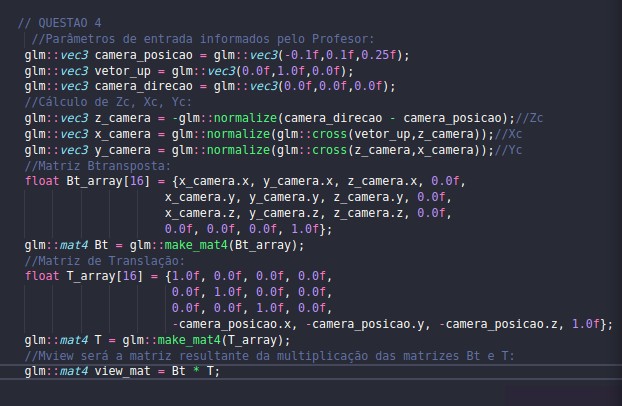 // QUESTAO 4
//Parâmetros de entrada informados pelo Profesor:
glm::vec3 camera_posicao = glm::vec3(-0.1f,0.1f,0.25f);
glm::vec3 vetor_up = glm::vec3(0.0f,1.0f,0.0f);
glm::vec3 camera_direcao = glm::vec3(0.0f,0.0f,0.0f);
//Cálculo de Zc, Xc, Yc:
glm::vec3 z_camera = -glm::normalize(camera_direcao - camera_posicao);//Zc
glm::vec3 x_camera = glm::normalize(glm::cross(vetor_up,z_camera));//Xc
glm::vec3 y_camera = glm::normalize(glm::cross(z_camera,x_camera));//Yc
//Matriz Btransposta:
float Bt_array[16] = {x_camera.x, y_camera.x, z_camera.x, 0.0f,
x_camera.y, y_camera.y, z_camera.y, 0.0f,
x_camera.z, y_camera.z, z_camera.z, 0.0f,
0.0f, 0.0f, 0.0f, 1.0f};
glm::mat4 Bt = glm::make_mat4(Bt_array);
//Matriz de Translação:
float T_array[16] = {1.0f, 0.0f, 0.0f, 0.0f,
0.0f, 1.0f, 0.0f, 0.0f,
0.0f, 0.0f, 1.0f, 0.0f,
-camera_posicao.x, -camera_posicao.y, -camera_posicao.z, 1.0f};
glm::mat4 T = glm::make_mat4(T_array);
//Mview será a matriz resultante da multiplicação das matrizes Bt e T:
glm::mat4 view_mat = Bt * T;